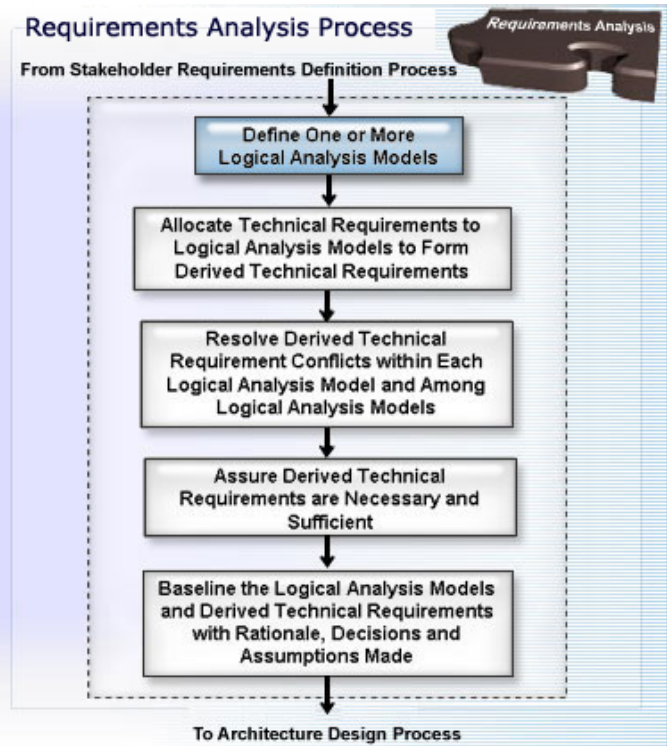 Requirements Analysis Process
Requirements Analysis
From Stakeholder Requirements Definition Process
Define One or More
Logical Analysis Models
Allocate Technical Requirements to
Logical Analysis Models to Form
Derived Technical Requirements
Resolve Derived Technical
Requirement Conflicts within Each
Logical Analysis Model and Among
Logical Analysis Models
Assure Derived Technical
Requirements are Necessary and
Sufficient
Baseline the Logical Analysis Models
and Derived Technical Requirements
with Rationale, Decisions and
Assumptions Made
To Architecture Design Process